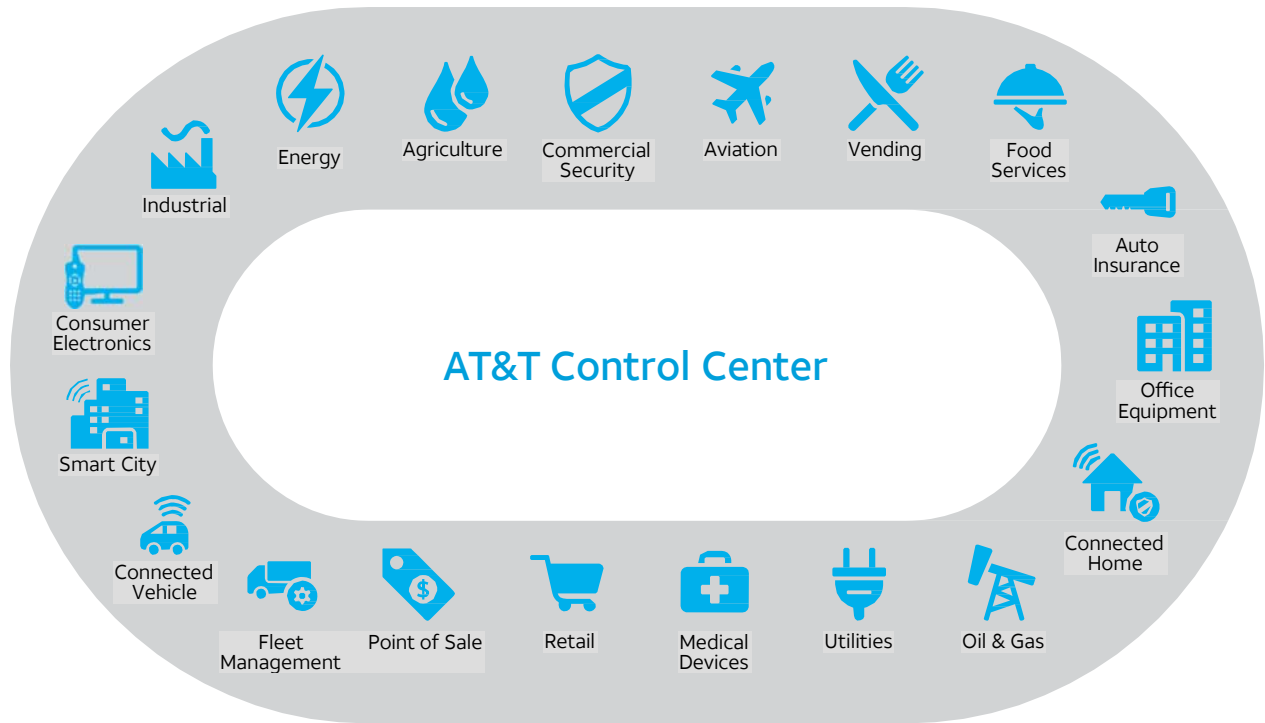 Energy
Agriculture
Commercial
Security
Aviation
Vending
Food
Services
Industrial
Auto
Insurance
Consumer
Electronics
AT&T Control Center
Office
Equipment
Smart City
Connected
Home
Connected
Vehicle
Fleet
Management
Point of Sale
$
Retail
Medical
Devices
Utilities
Oil & Gas